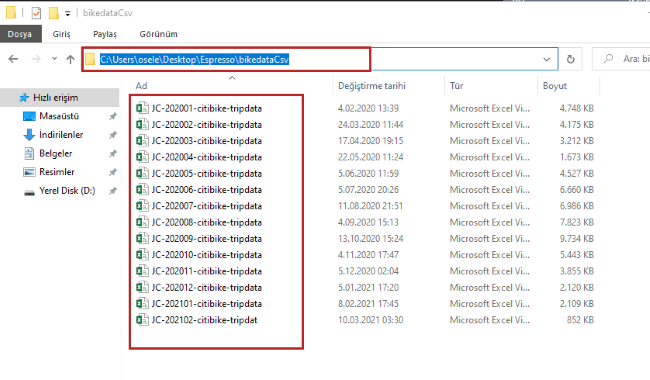 bikedataCsv
Dosya Giriş Paylaş Görünüm
C:\Users\osele\Desktop\Espresso\bikedataCsv Ara: bi
Ad Değiştirme tarihi Tür Boyut
Hızlı erişim
Masaüstü
İndirilenler
Belgeler
Resimler
Yerel Disk (D:)
JC-202001-citibike-tripdata 4.02.2020 13:39 Microsoft Excel Vi... 4.748 KB
JC-202002-citibike-tripdata 24.03.2020 11:44 Microsoft Excel Vi... 4.175 KB
JC-202003-citibike-tripdata 17.04.2020 19:15 Microsoft Excel Vi... 3.212 KB
JC-202004-citibike-tripdata 22.05.2020 11:24 Microsoft Excel Vi... 1.673 KB
JC-202005-citibike-tripdata 5.06.2020 11:59 Microsoft Excel Vi... 4.527 KB
JC-202006-citibike-tripdata 5.07.2020 20:26 Microsoft Excel Vi... 6.660 KB
JC-202007-citibike-tripdata 11.08.2020 21:51 Microsoft Excel Vi... 6.986 KB
JC-202008-citibike-tripdata 4.09.2020 15:13 Microsoft Excel Vi... 7.823 KB
JC-202009-citibike-tripdata 13.10.2020 15:24 Microsoft Excel Vi... 9.734 KB
JC-202010-citibike-tripdata 4.11.2020 17:47 Microsoft Excel Vi... 5.443 KB
JC-202011-citibike-tripdata 5.12.2020 02:04 Microsoft Excel Vi... 3.855 KB
JC-202012-citibike-tripdata 5.01.2021 17:20 Microsoft Excel Vi... 2.120 KB
JC-202101-citibike-tripdata 8.02.2021 17:45 Microsoft Excel Vi... 2.109 KB
JC-202102-citibike-tripdat 10.03.2021 03:30 Microsoft Excel Vi... 852 KB